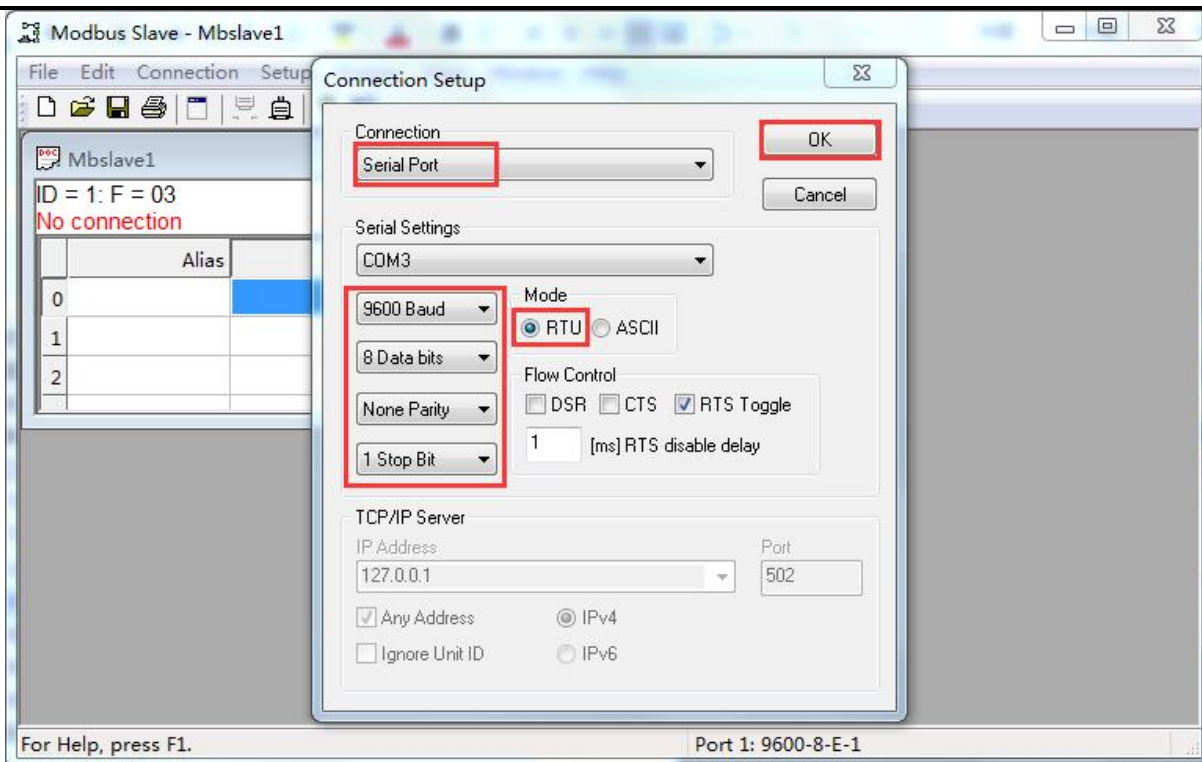 Modbus Slave - Mbslave1
File Edit Connection Setup
Connection Setup
Mbslave1
ID = 1: F = 03
No connection
Alias
0
1
2
Connection
Serial Port
OK
Cancel
Serial Settings
COM3
9600 Baud
8 Data bits
None Parity
1 Stop Bit
Mode
RTU ASCII
Flow Control
DSR CTS RTS Toggle
1 [ms] RTS disable delay
TCP/IP Server
IP Address Port
127.0.0.1 502
Any Address IPv4
Ignore Unit ID IPv6
For Help, press F1. Port 1: 9600-8-E-1